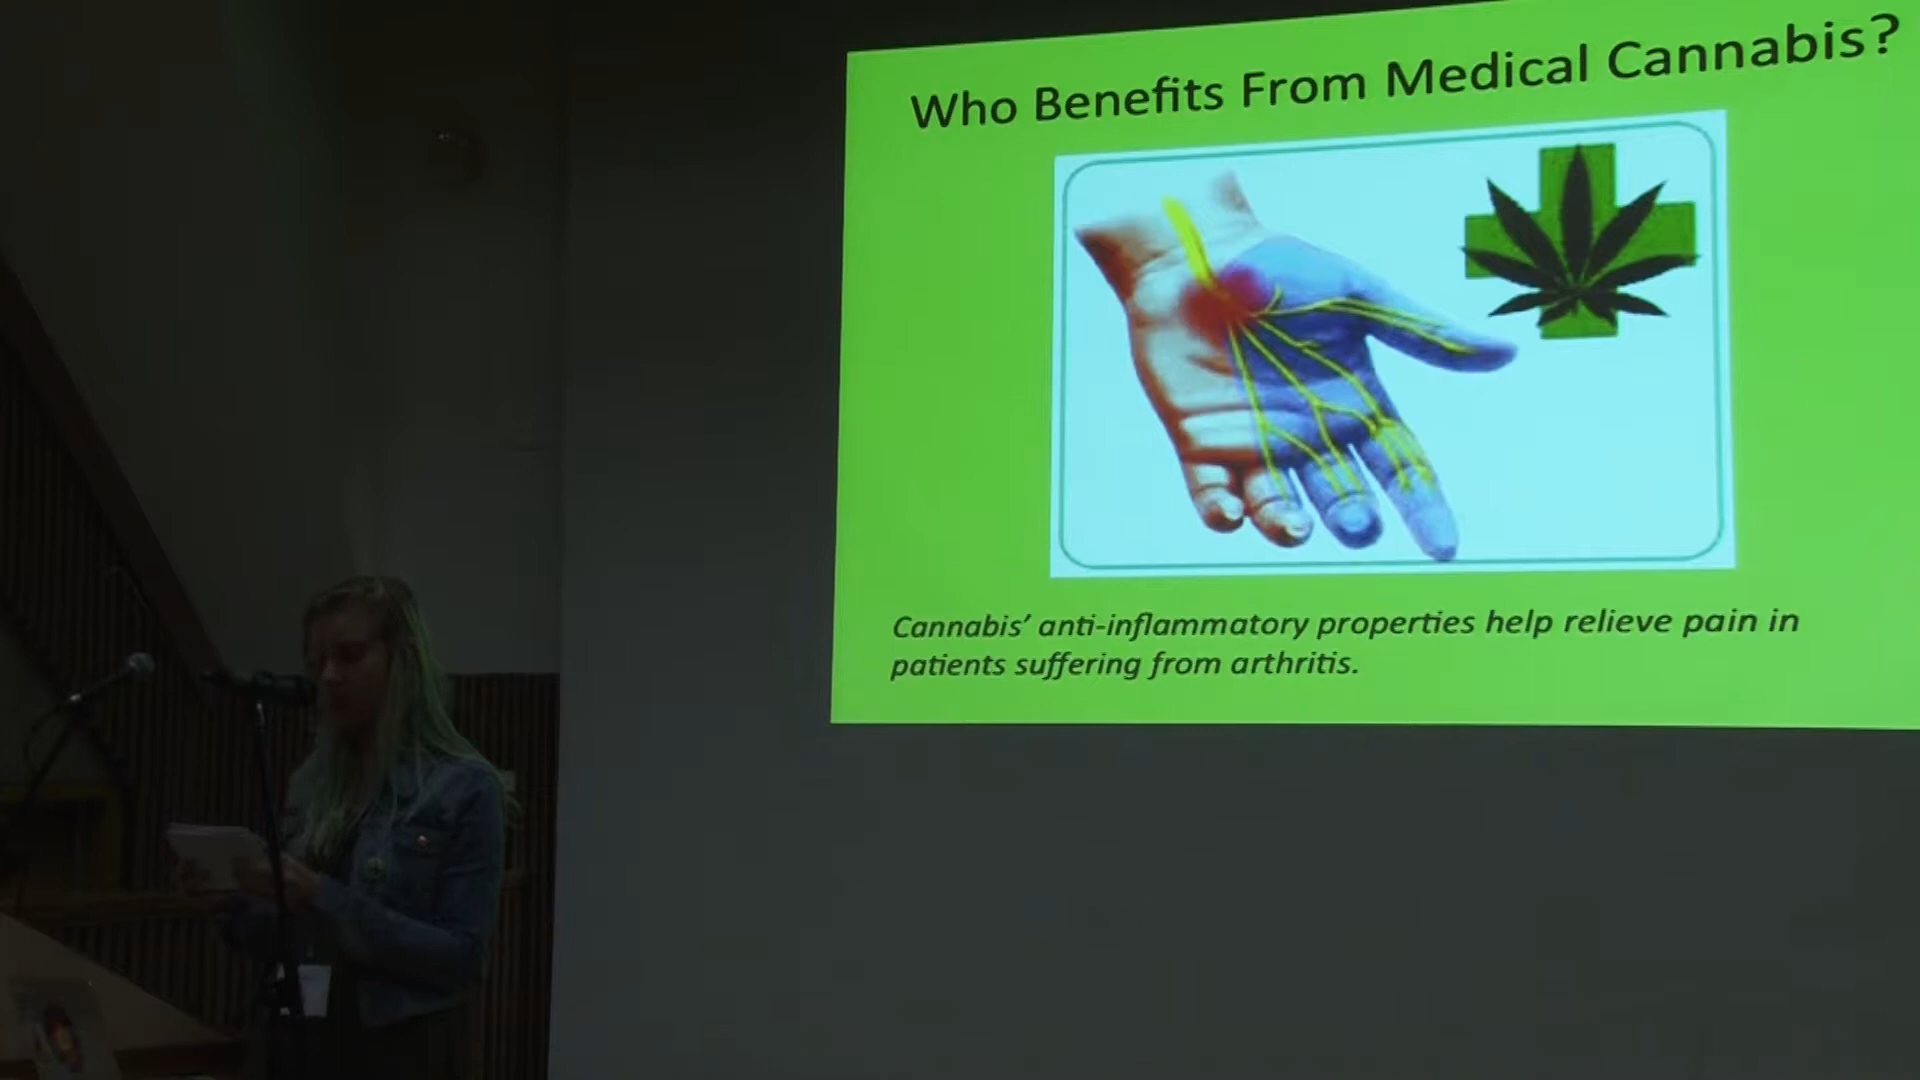 Who Benefits From Medical Cannabis?
Cannabis’ anti-inflammatory properties help relieve pain in
patients suffering from arthritis.